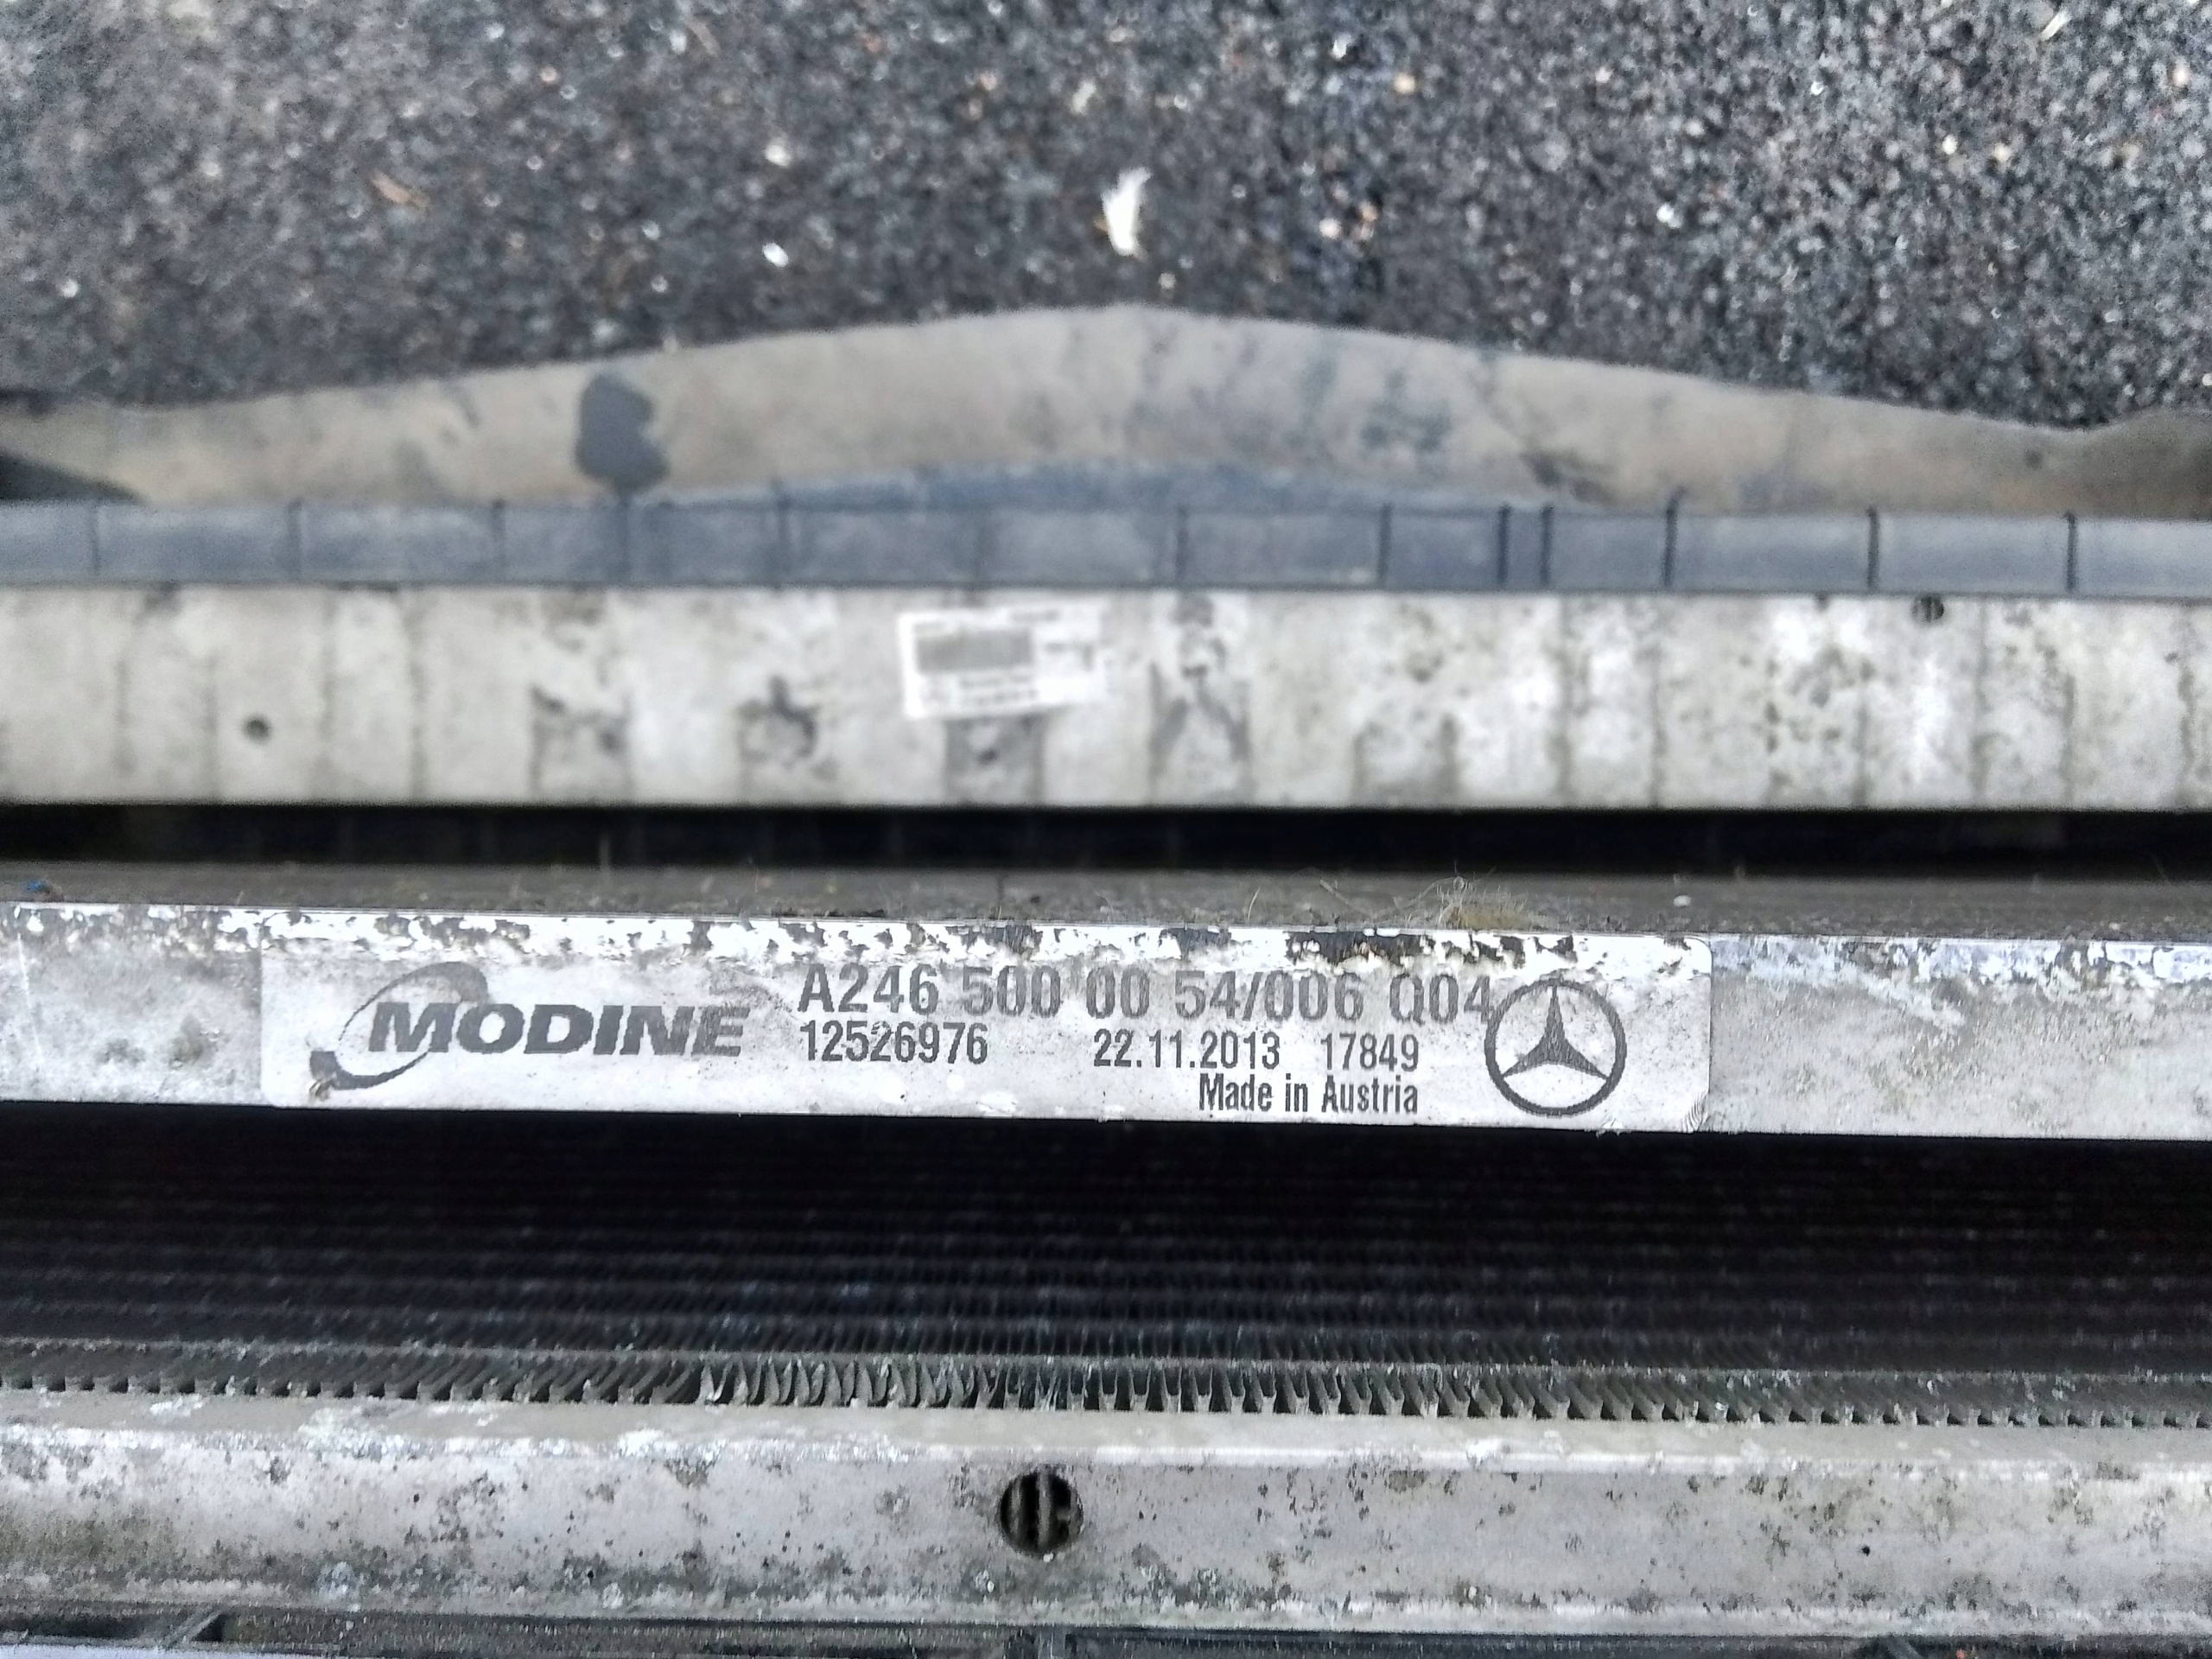 MODINE
A246 500 00 54/006 Q04
12526976 22.11.2013 17849
Made in Austria